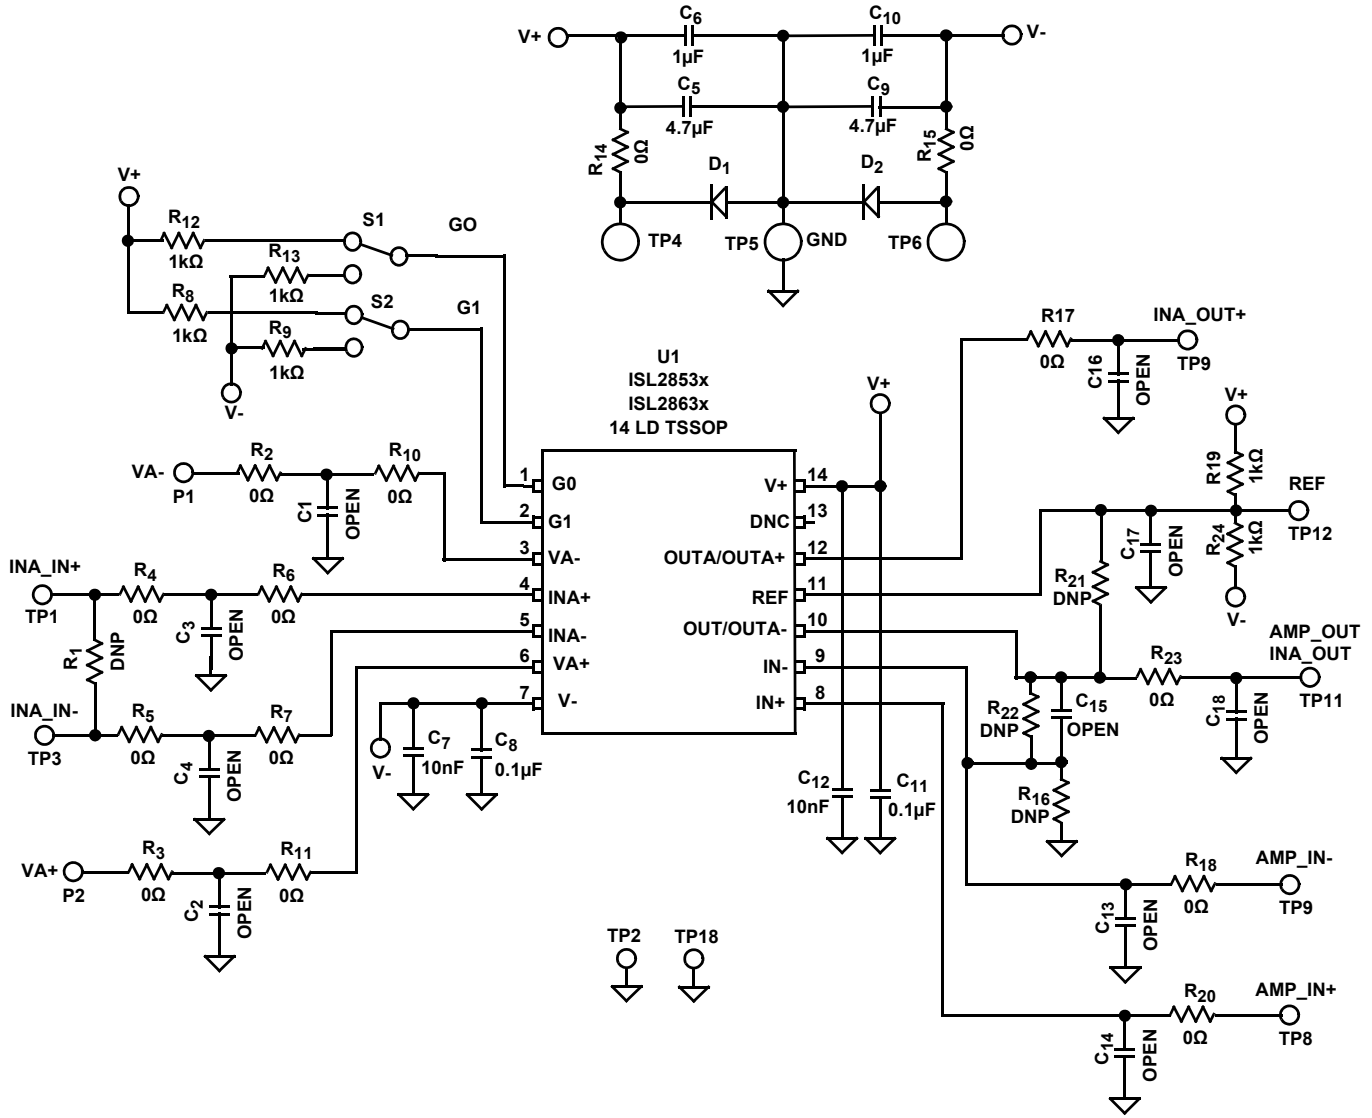 C6
1µF
C10
1µF
V+
V-
C5
4.7µF
C9
4.7µF
R14
0Ω
R15
0Ω
D1
D2
TP4
TP5
GND
TP6
V+
R12
1kΩ
S1
GO
R13
1kΩ
R8
1kΩ
S2
G1
R9
1kΩ
V-
U1
ISL2853x
ISL2863x
14 LD TSSOP
V+
R17
0Ω
INA_OUT+
TP9
C16
OPEN
VA-
P1
R2
0Ω
R10
0Ω
C1
OPEN
1
G0
2
G1
3
VA-
4
INA+
5
INA-
6
VA+
7
V-
14
V+
13
DNC
12
OUTA/OUTA+
11
REF
10
OUT/OUTA-
9
IN-
8
IN+
V+
R19
1kΩ
REF
TP12
C17
OPEN
R24
1kΩ
V-
R21
DNP
INA_IN+
TP1
R4
0Ω
R6
0Ω
C3
OPEN
R1
DNP
INA_IN-
TP3
R5
0Ω
R7
0Ω
C4
OPEN
V-
C7
10nF
C8
0.1µF
AMP_OUT
INA_OUT
TP11
R23
0Ω
C18
OPEN
R22
DNP
C15
OPEN
R16
DNP
C12
10nF
C11
0.1µF
VA+
P2
R3
0Ω
R11
0Ω
C2
OPEN
TP2
TP18
R18
0Ω
AMP_IN-
TP9
C13
OPEN
R20
0Ω
AMP_IN+
TP8
C14
OPEN